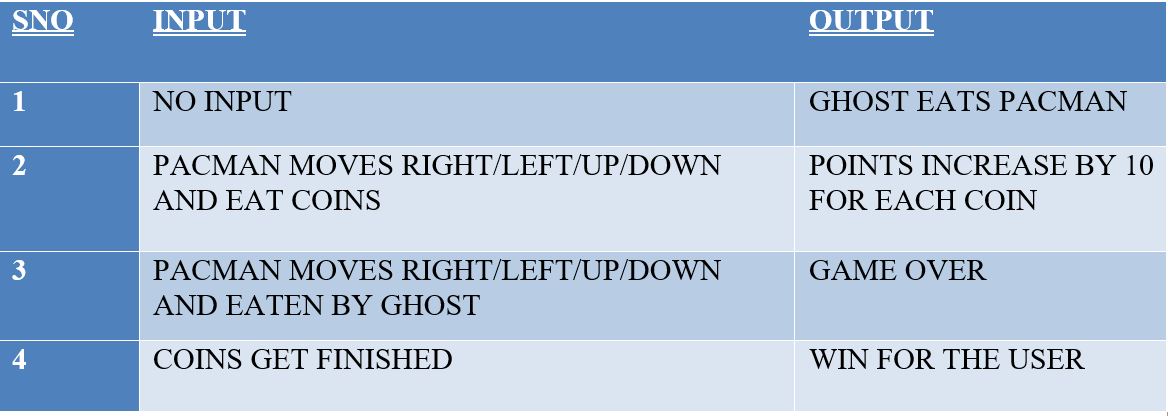 SNO INPUT OUTPUT
1 NO INPUT GHOST EATS PACMAN
2 PACMAN MOVES RIGHT/LEFT/UP/DOWN POINTS INCREASE BY 10
AND EAT COINS FOR EACH COIN
3 PACMAN MOVES RIGHT/LEFT/UP/DOWN GAME OVER
AND EATEN BY GHOST
4 COINS GET FINISHED WIN FOR THE USER